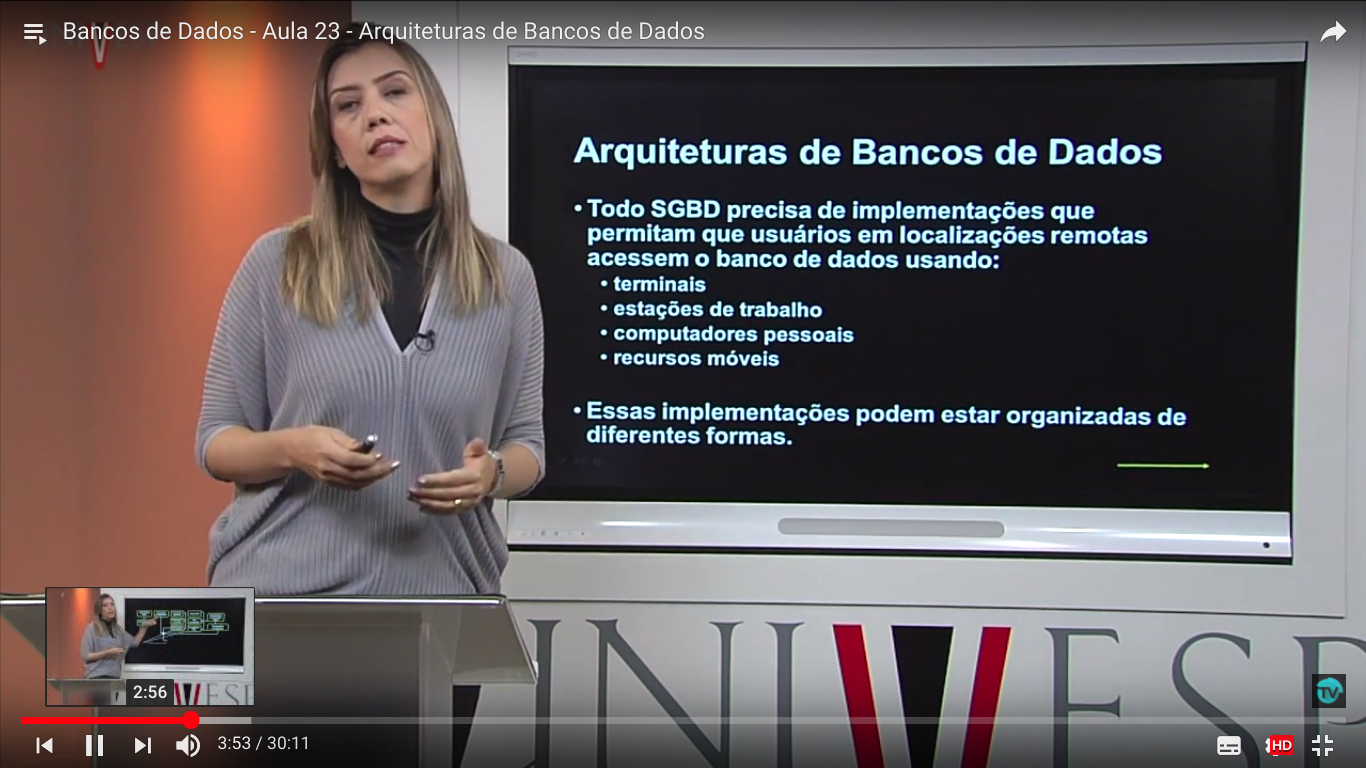 Bancos de Dados - Aula 23 - Arquiteturas de Bancos de Dados
Arquiteturas de Bancos de Dados
• Todo SGBD precisa de implementações que
permitam que usuários em localizações remotas
acessem o banco de dados usando:
• terminais
• estações de trabalho
• computadores pessoais
• recursos móveis
• Essas implementações podem estar organizadas de
diferentes formas.
UNIVESP
TV
2:56
3:53 / 30:11
HD